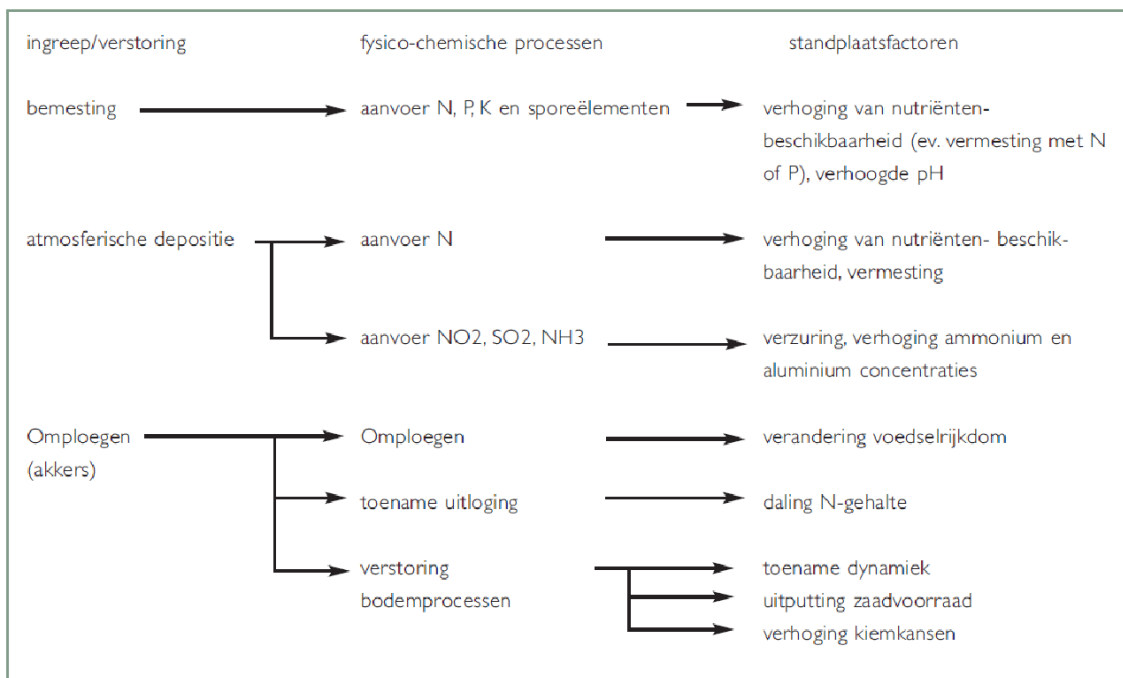 ingreep/verstoring fysico-chemische processen standplaatsfactoren
bemesting aanvoer N, P, K en sporeëlementen verhoging van nutriënten-
beschikbaarheid (ev. vermesting met N
of P), verhoogde pH
atmosferische depositie aanvoer N verhoging van nutriënten- beschik-
baarheid, vermesting
aanvoer NO2, SO2, NH3 verzuring, verhoging ammonium en
aluminium concentraties
Omploegen Omploegen verandering voedselrijkdom
(akkers)
toename uitloging daling N-gehalte
verstoring toename dynamiek
bodemprocessen uitputting zaadvoorraad
verhoging kiemkansen